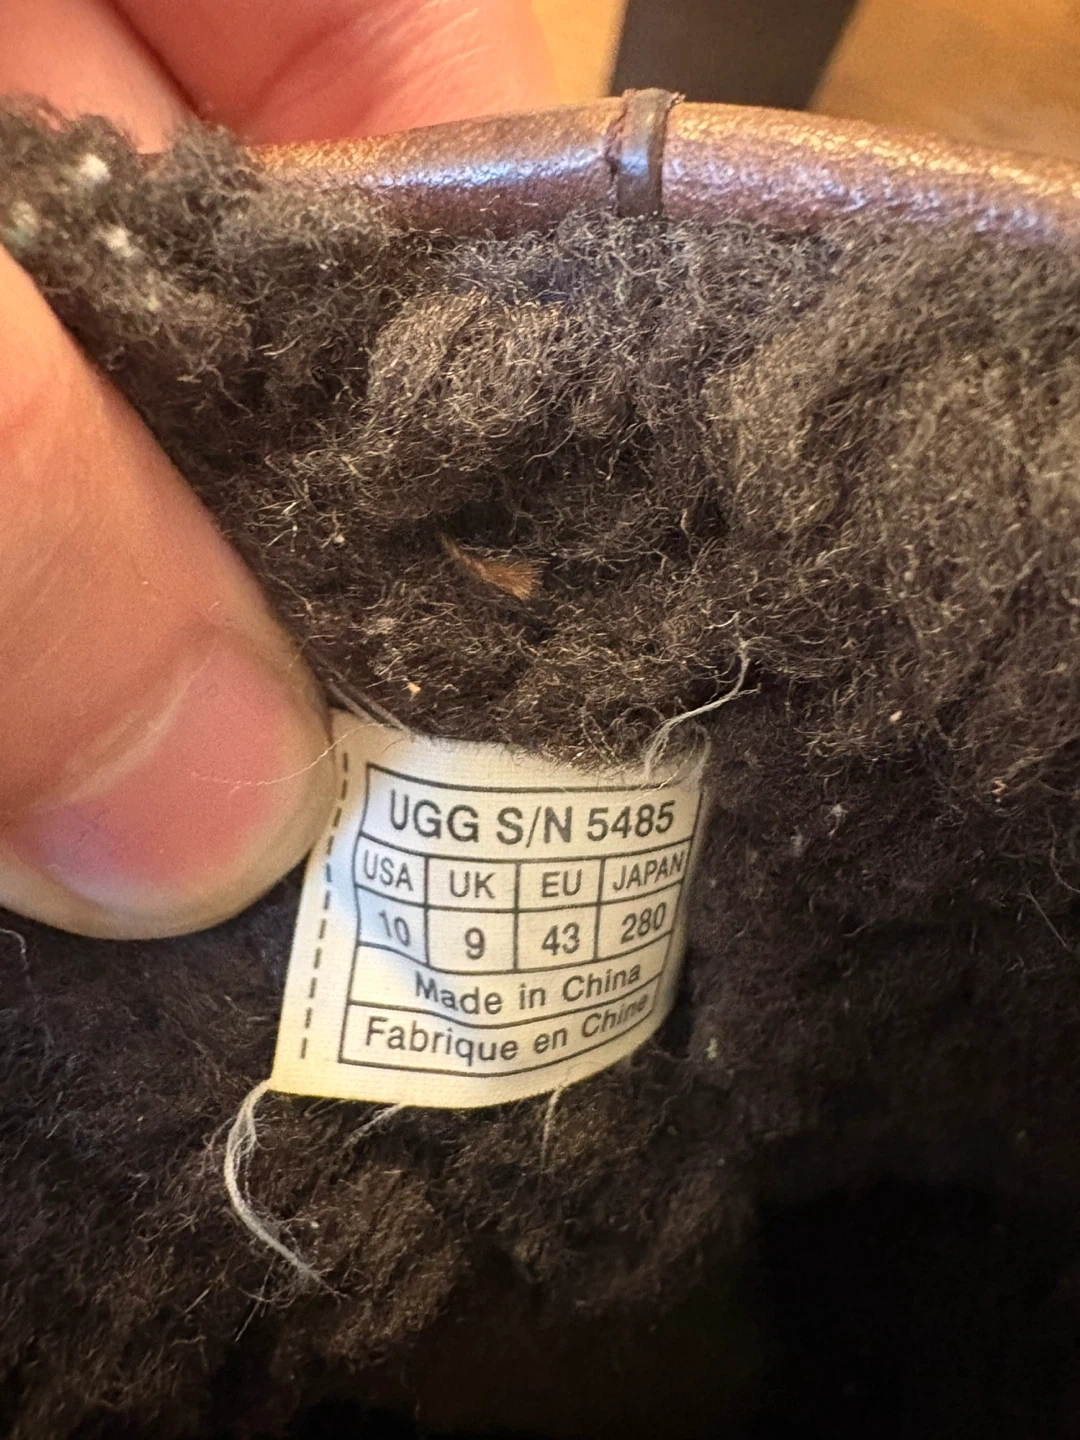 UGG S/N 5485
USA UK EU JAPAN
10 9 43 280
Made in China
Fabrique en Chine